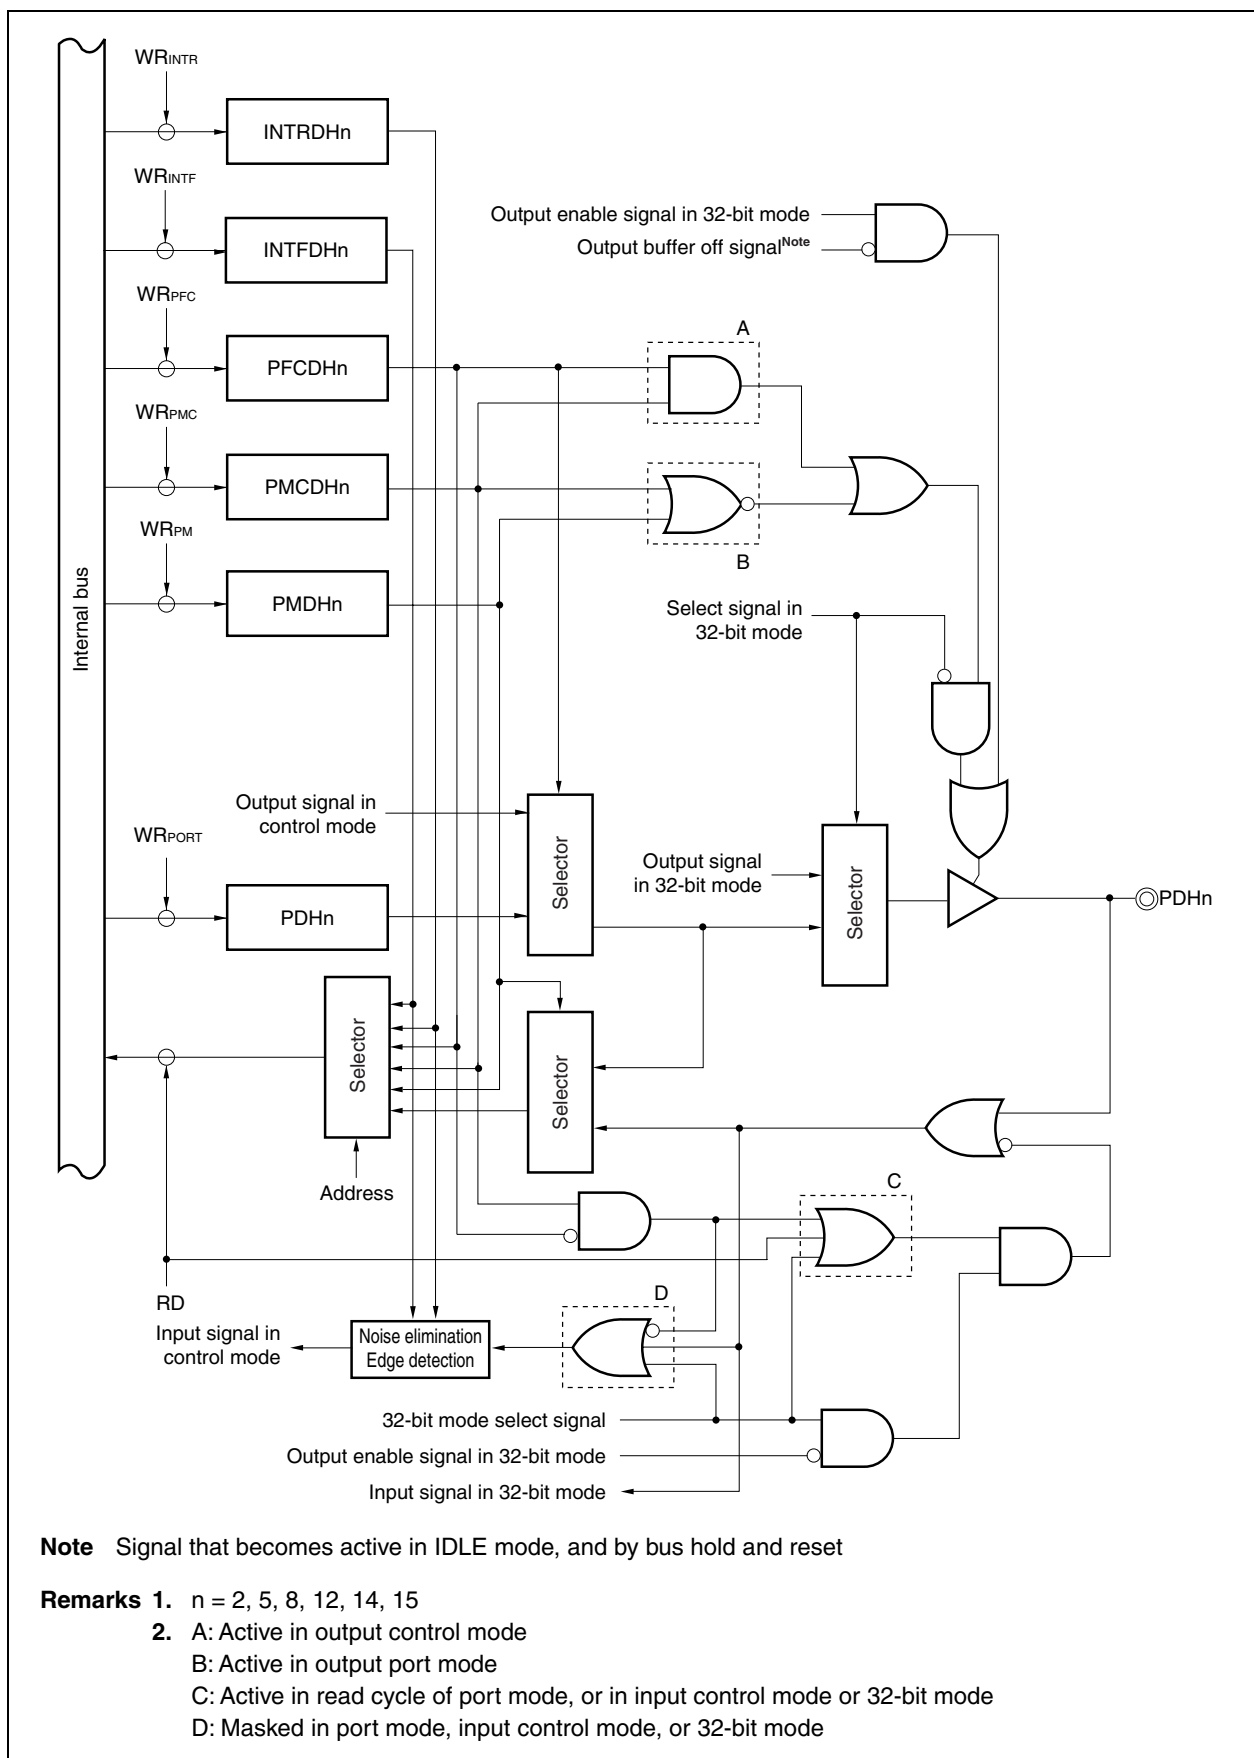 WRINTR
INTRDHn
WRINTF
Output enable signal in 32-bit mode
INTFDHn
Output buffer off signalNote
WRPFC
A
PFCDHn
WRPMC
PMCDHn
WRPM
B
Internal bus
PMDHn
Select signal in
32-bit mode
Output signal in
control mode
WRPORT
Selector
Output signal
in 32-bit mode
Selector
PDHn
PDHn
Selector
Selector
Address
C
RD
D
Input signal in
control mode
Noise elimination
Edge detection
32-bit mode select signal
Output enable signal in 32-bit mode
Input signal in 32-bit mode
Note Signal that becomes active in IDLE mode, and by bus hold and reset
Remarks 1. n = 2, 5, 8, 12, 14, 15
2. A: Active in output control mode
B: Active in output port mode
C: Active in read cycle of port mode, or in input control mode or 32-bit mode
D: Masked in port mode, input control mode, or 32-bit mode